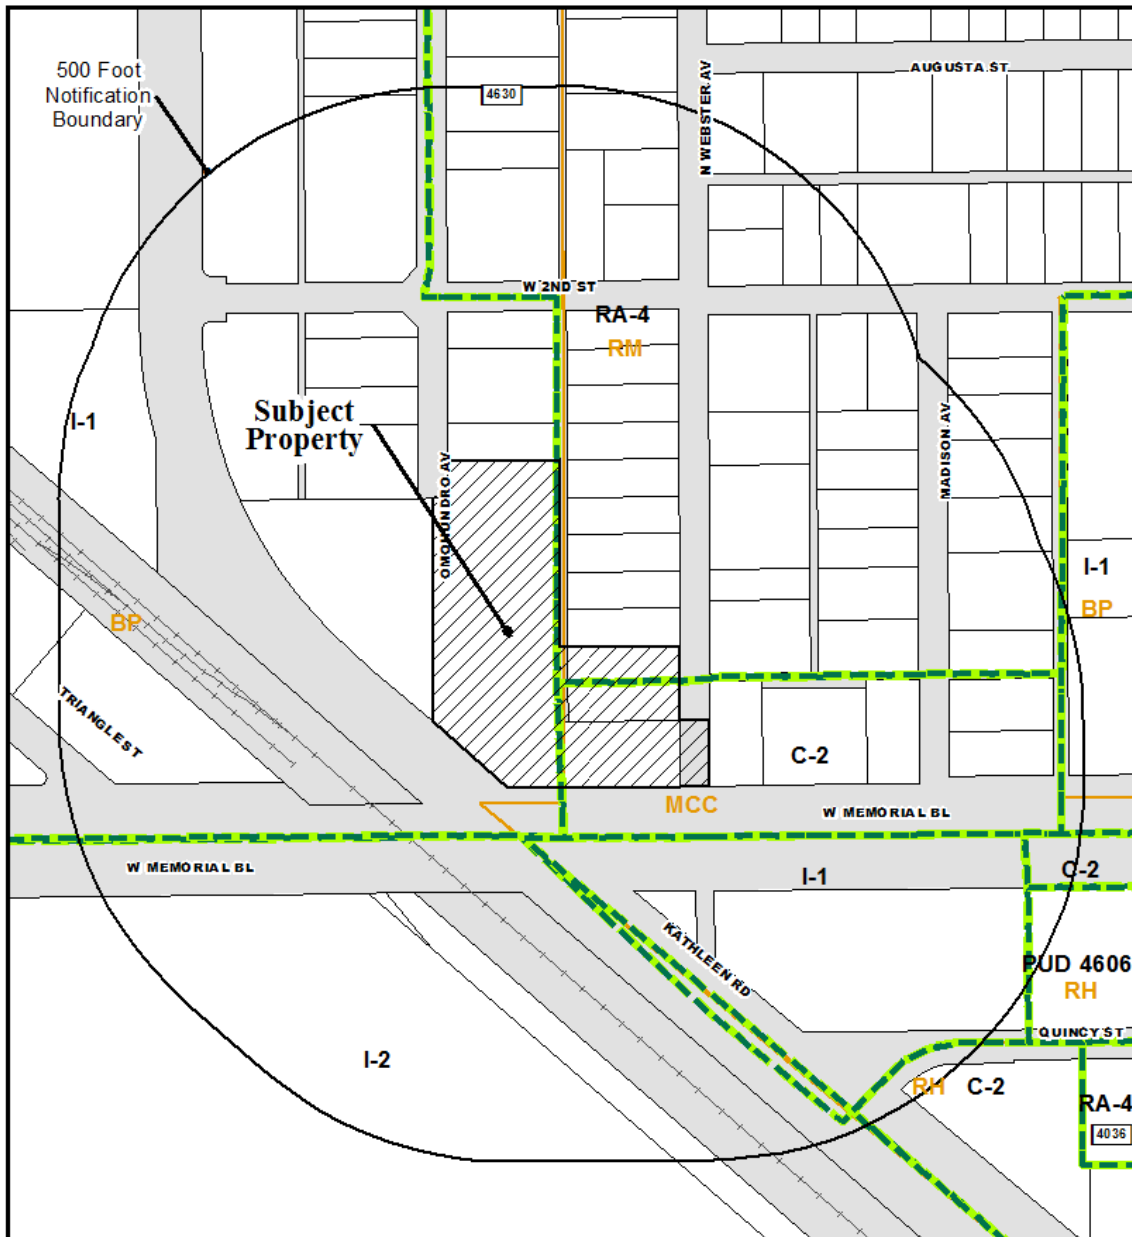 AUGUSTA ST
500 Foot
Notification
Boundary
4630
N WEBSTER AV
W 2ND ST
RA-4
RM
Subject
Property
I-1
OMOHUNDRO AV
MADISON AV
I-1
BP
BP
TRIANGLE ST
C-2
MCC
W MEMORIAL BL
W MEMORIAL BL
I-1
C-2
KATHLEEN RD
PUD 4606
RH
QUINCY ST
I-2
RH
C-2
RA-4
4036